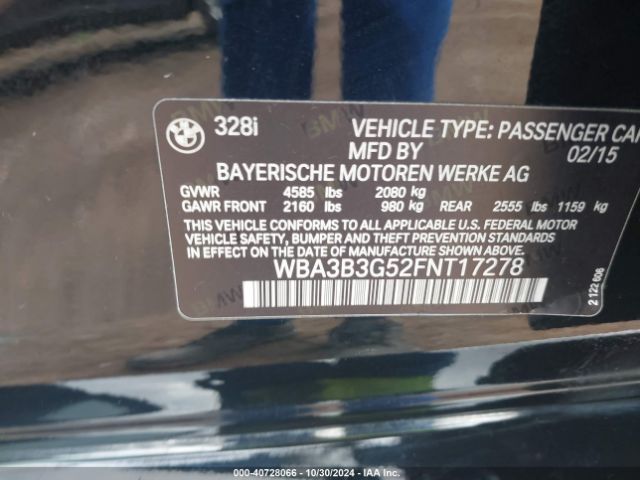 BMW 328i VEHICLE TYPE: PASSENGER CAR
MFD BY 02/15
BAYERISCHE MOTOREN WERKE AG
GVWR 4585 lbs 2080 kg
GAWR FRONT 2160 lbs 980 kg REAR 2555 lbs 1159 kg
THIS VEHICLE CONFORMS TO ALL APPLICABLE U.S. FEDERAL MOTOR
VEHICLE SAFETY, BUMPER AND THEFT PREVENTION STANDARDS
IN EFFECT ON THE DATE OF MANUFACTURE SHOWN ABOVE.
WBA3B3G52FNT17278
2 122 606
000-40728066 - 10/30/2024 - IAA Inc.